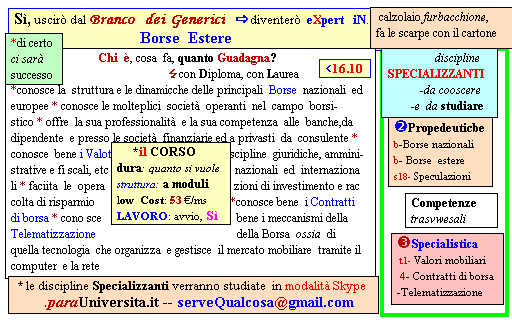 Sì, uscirò dal Branco dei Generici ⇨ diventerò eXpert iN.
Borse Estere
calzolaio furbacchione,
fa le scarpe con il cartone
*di certo
ci sarà
successo
Chi è, cosa fa, quanto Guadagna?
con Diploma, con Laurea
<16.10
*conosce la struttura e le dinamicche delle principali Borse nazionali ed
europee * conosce le molteplici società operanti nel campo borsi-
stico * offre la sua professionalità e la sua competenza alle banche,da
dipendente e presso le società finanziarie ed a privasti da consulente *
conosce bene i Valot
scipline giuridiche, ammini-
strative e fi scali, etc
nazionali ed internaziona
li * faciitа le opera
zioni di investimento e rac
colta di risparmio
*conosce bene i Contratti
di borsa * cono sce
bene i meccanismi della
Telematizzazione
della Borsa ossia di
quella tecnologia che organizza e gestisce il mercato mobiliare tramite il
computer e la rete
*il CORSO
dura: quanto si vuole
struttura: a moduli
low Cost: 53 €/ms
LAVORO: avvio, Sì
discipline
SPECIALIZZANTI
-da cooscere
-e da studiare
❷Propedeutiche
b-Borse nazionali
b- Borse estere
s18- Speculazioni
Competenze
trasvwesali
❸Specialistica
t1- Valori mobiliari
4- Contratti di borsa
-Telematizzazione
* le discipline Specializzanti verranno studiate in modalità Skype
.paraUniversita.it -- serveQualcosa@gmail.com